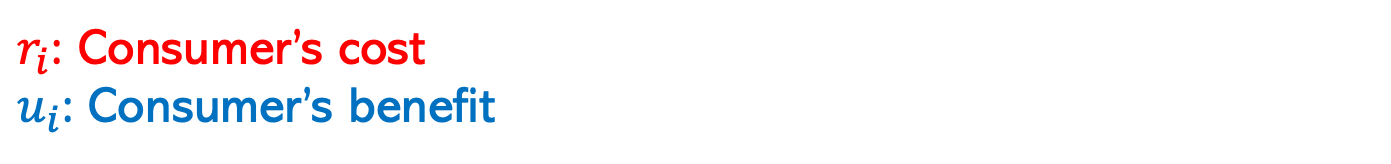 rᵢ: Consumer’s cost
uᵢ: Consumer’s benefit